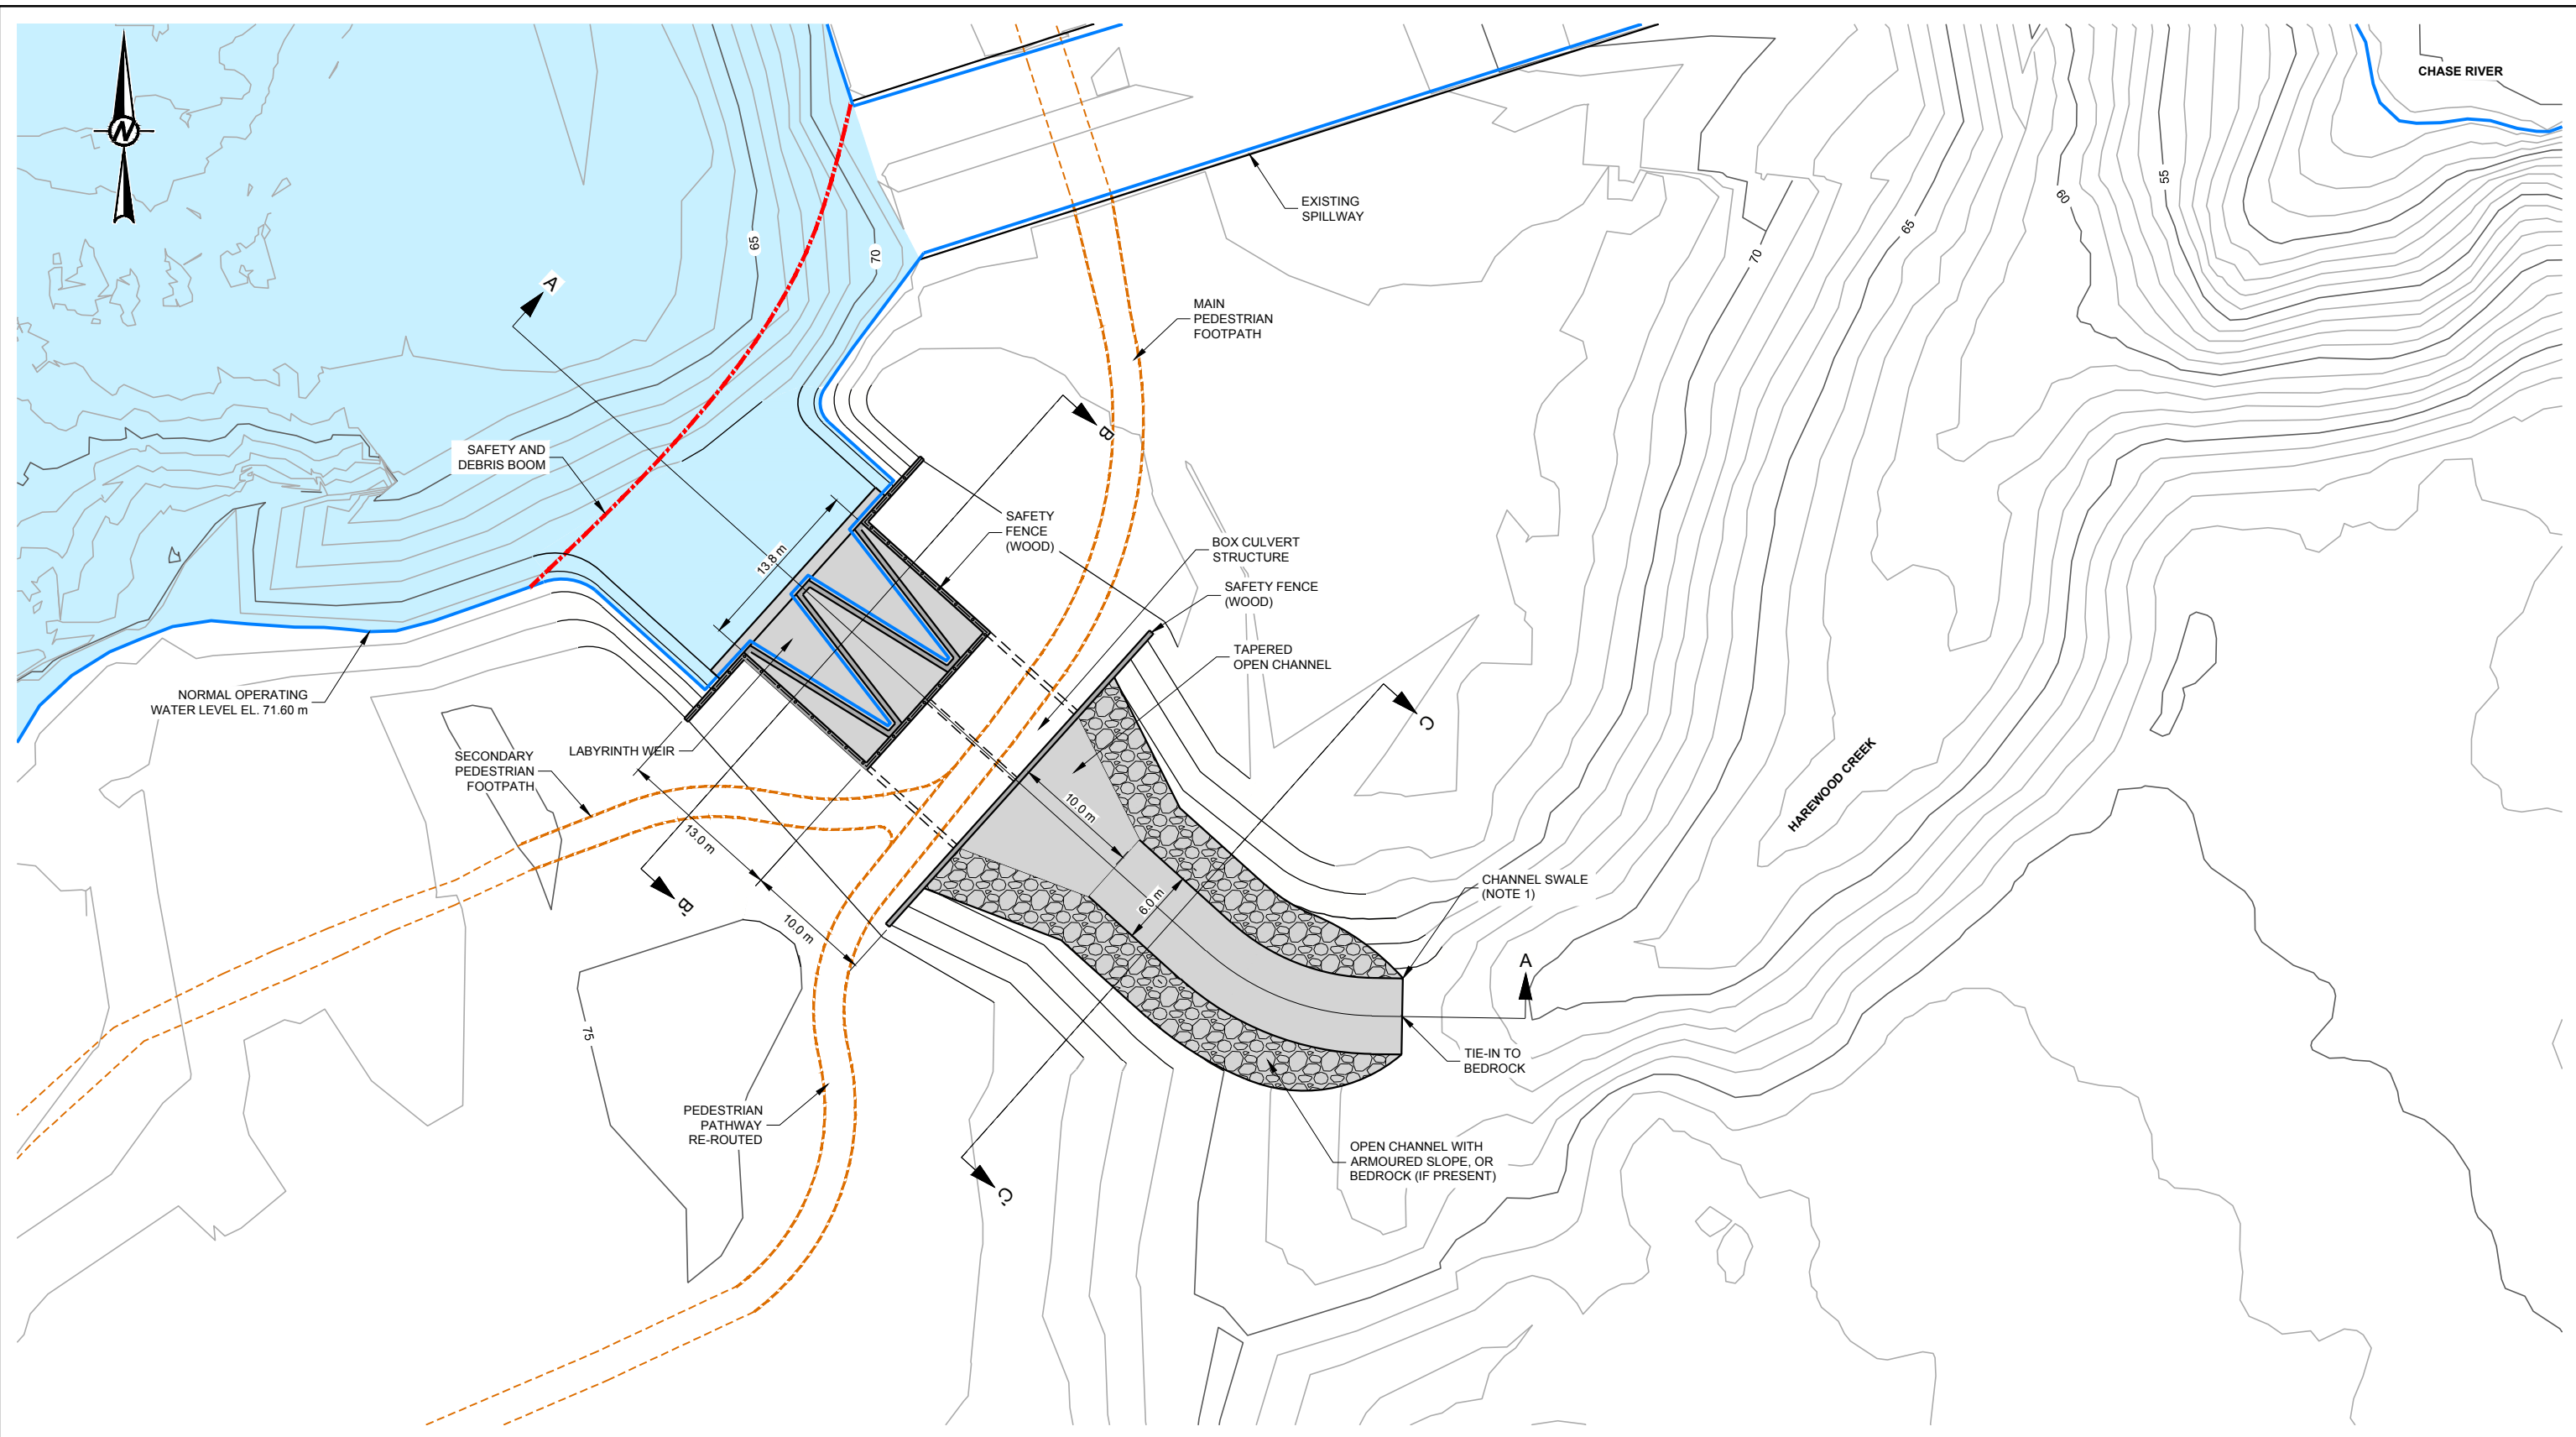 N
CHASE RIVER
55
60
65
70
EXISTING
SPILLWAY
65
70
A
MAIN
PEDESTRIAN
FOOTPATH
B
SAFETY AND
DEBRIS BOOM
SAFETY
FENCE
(WOOD)
BOX CULVERT
STRUCTURE
13.8 m
SAFETY FENCE
(WOOD)
TAPERED
OPEN CHANNEL
NORMAL OPERATING
WATER LEVEL EL. 71.60 m
C
LABYRINTH WEIR
SECONDARY
PEDESTRIAN
FOOTPATH
HAREWOOD CREEK
10.0 m
13.0 m
CHANNEL SWALE
(NOTE 1)
6.0 m
B'
10.0 m
A
75
TIE-IN TO
BEDROCK
PEDESTRIAN
PATHWAY
RE-ROUTED
OPEN CHANNEL WITH
ARMOURED SLOPE, OR
BEDROCK (IF PRESENT)
C'